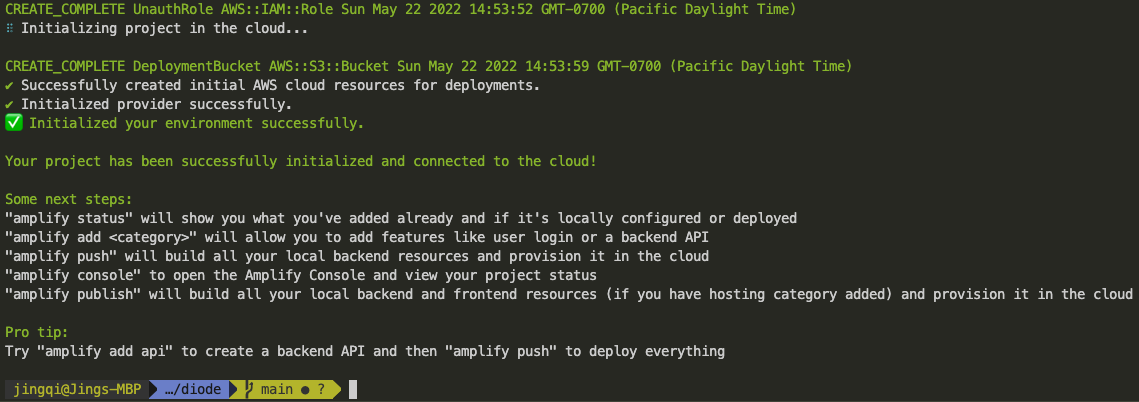 CREATE_COMPLETE UnauthRole AWS::IAM::Role Sun May 22 2022 14:53:52 GMT-0700 (Pacific Daylight Time)
⠿ Initializing project in the cloud...
CREATE_COMPLETE DeploymentBucket AWS::S3::Bucket Sun May 22 2022 14:53:59 GMT-0700 (Pacific Daylight Time)
✔ Successfully created initial AWS cloud resources for deployments.
✔ Initialized provider successfully.
✅ Initialized your environment successfully.
Your project has been successfully initialized and connected to the cloud!
Some next steps:
"amplify status" will show you what you've added already and if it's locally configured or deployed
"amplify add <category>" will allow you to add features like user login or a backend API
"amplify push" will build all your local backend resources and provision it in the cloud
"amplify console" to open the Amplify Console and view your project status
"amplify publish" will build all your local backend and frontend resources (if you have hosting category added) and provision it in the cloud
Pro tip:
Try "amplify add api" to create a backend API and then "amplify push" to deploy everything
jingqi@Jings-MBP …/diode main ● ?